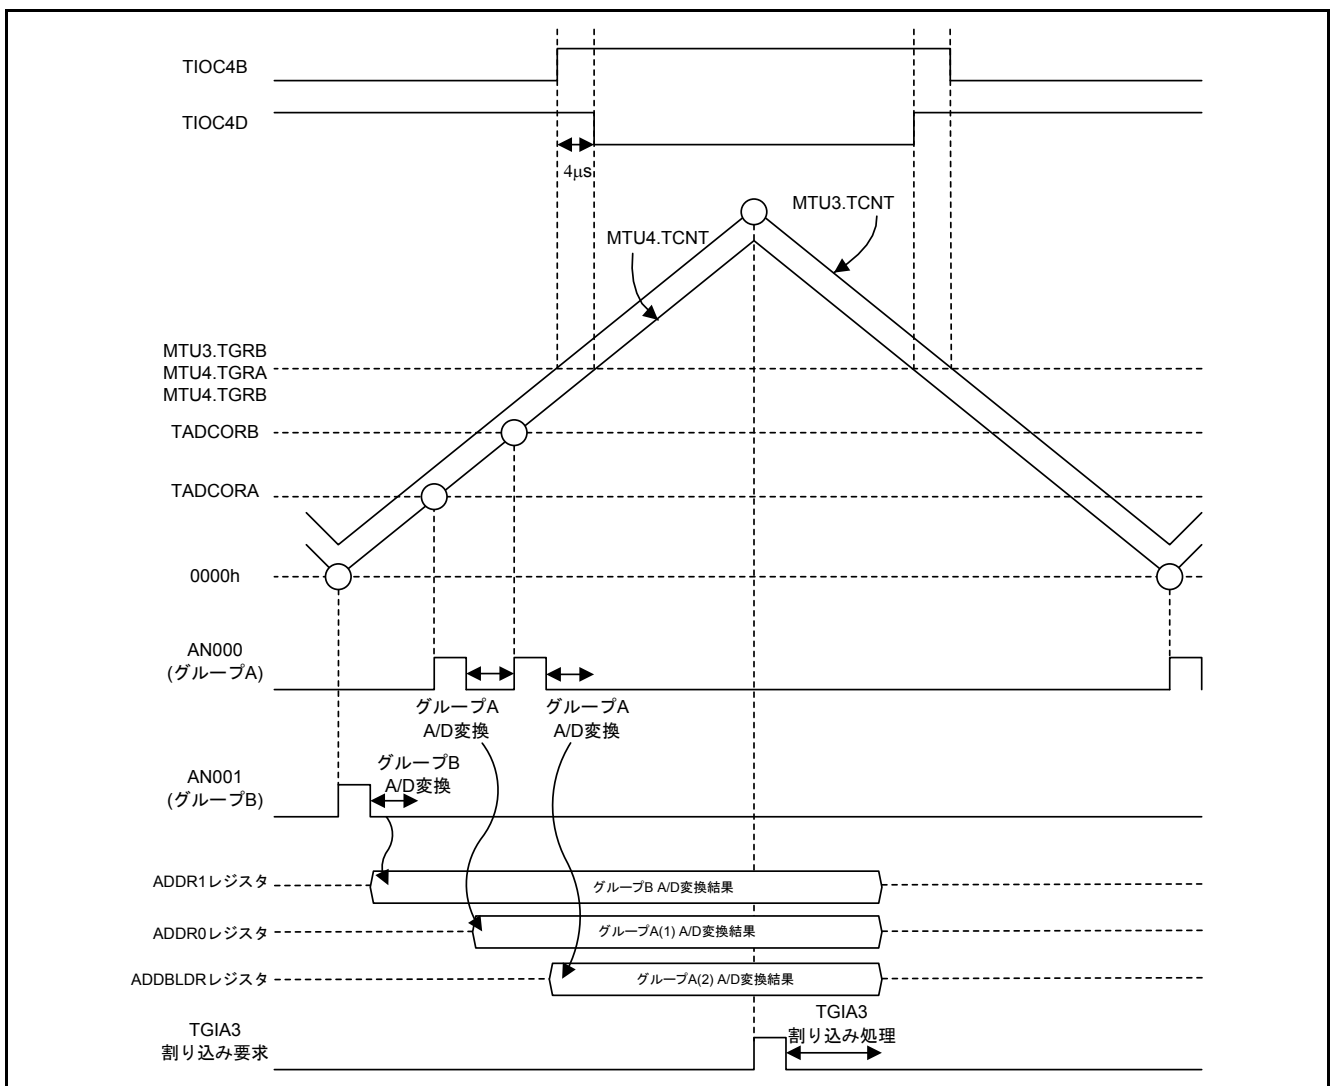 TIOC4B
TIOC4D
4μs
MTU3.TCNT
MTU4.TCNT
MTU3.TGRB
MTU4.TGRA
MTU4.TGRB
TADCORB
TADCORA
0000h
AN000
(グループA)
グループA
A/D変換
グループA
A/D変換
グループB
A/D変換
AN001
(グループB)
ADDR1レジスタ
グループB A/D変換結果
ADDR0レジスタ
グループA(1) A/D変換結果
ADDBLDRレジスタ
グループA(2) A/D変換結果
TGIA3
割り込み処理
TGIA3
割り込み要求